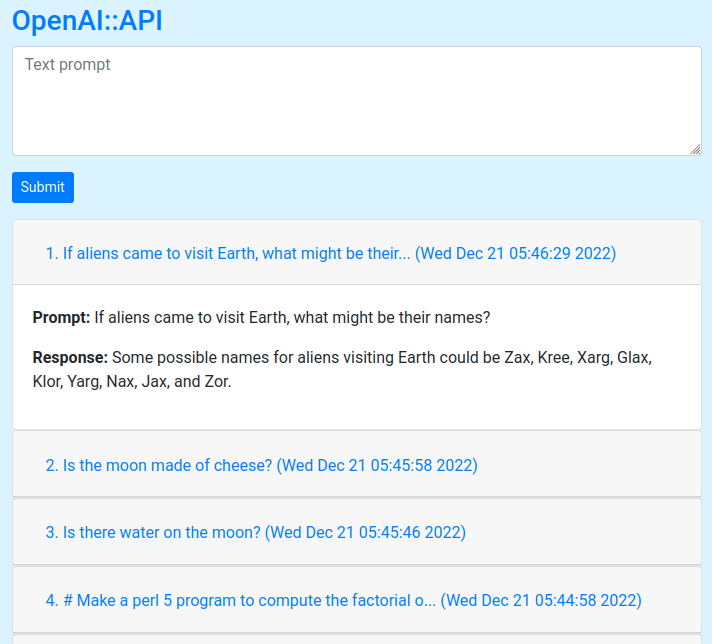 OpenAI::API
Text prompt
Submit
1. If aliens came to visit Earth, what might be their... (Wed Dec 21 05:46:29 2022)
Prompt: If aliens came to visit Earth, what might be their names?
Response: Some possible names for aliens visiting Earth could be Zax, Kree, Xarg, Glax,
Klor, Yarg, Nax, Jax, and Zor.
2. Is the moon made of cheese? (Wed Dec 21 05:45:58 2022)
3. Is there water on the moon? (Wed Dec 21 05:45:46 2022)
4. # Make a perl 5 program to compute the factorial o... (Wed Dec 21 05:44:58 2022)